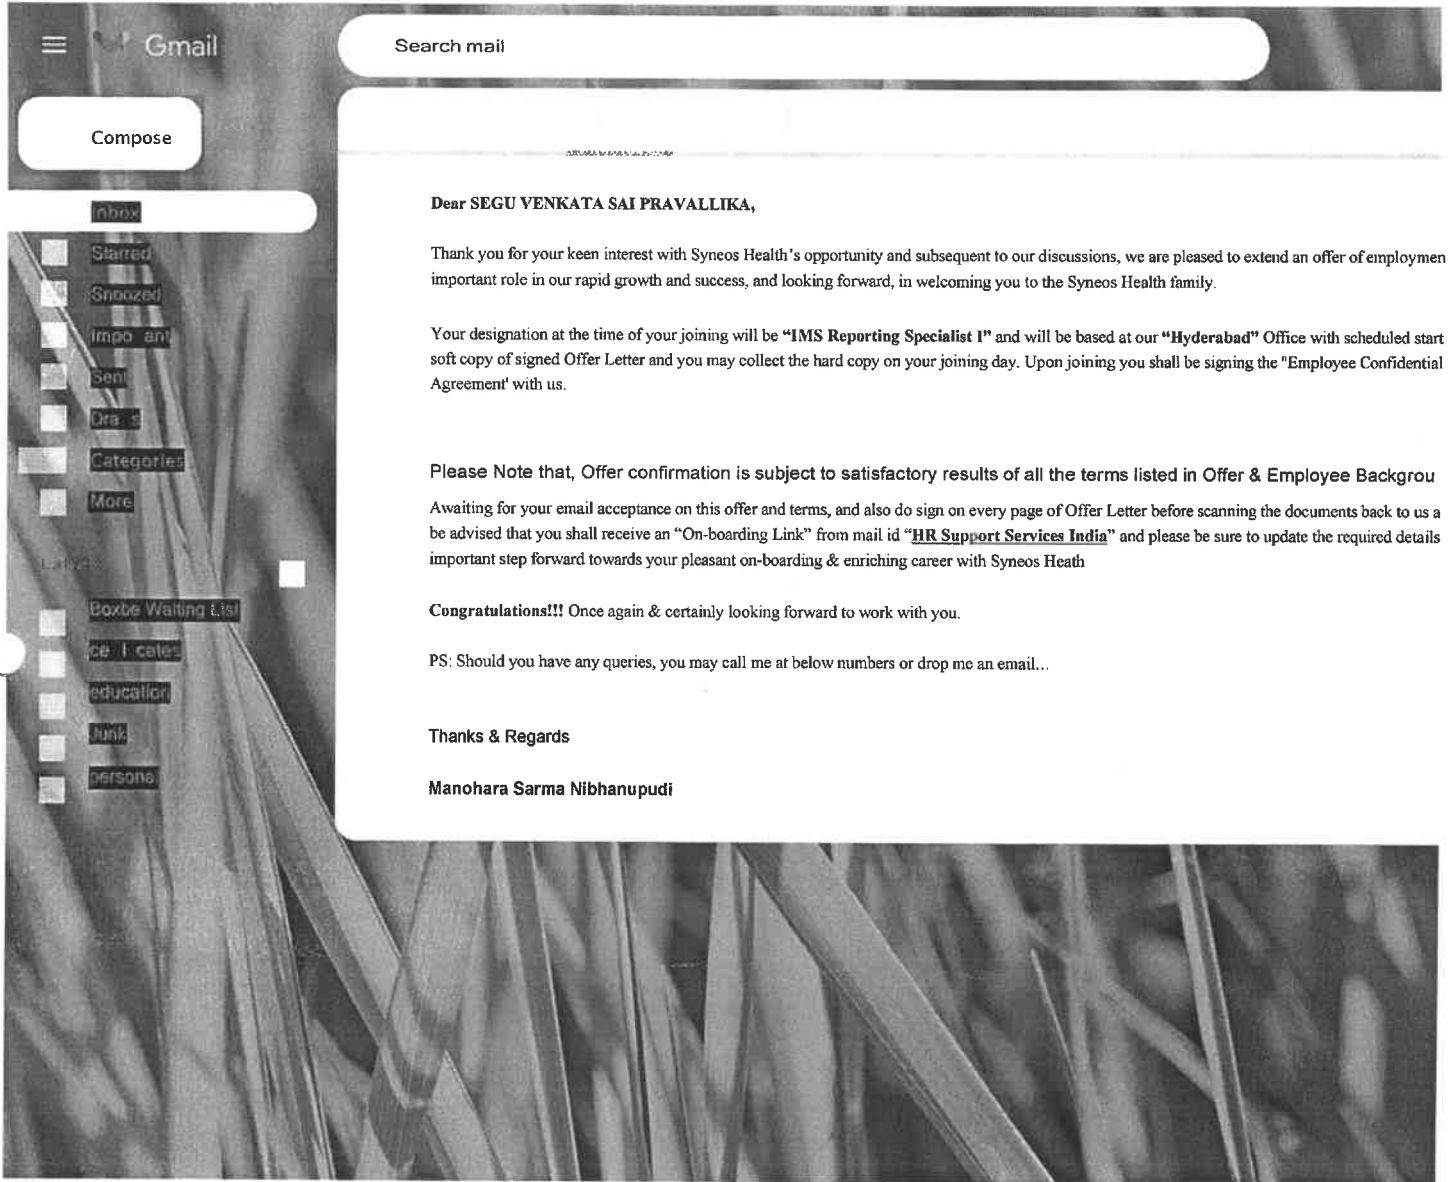 Gmail
Search mail
Compose
Inbox
Starred
Snoozed
Impo ant
Sent
Dra s
Categories
More
Boxbe Waiting List
ce i cates
education
Junk
persona
Dear SEGU VENKATA SAI PRAVALLIKA,
Thank you for your keen interest with Syneos Health's opportunity and subsequent to our discussions, we are pleased to extend an offer of employmen
important role in our rapid growth and success, and looking forward, in welcoming you to the Syneos Health family.
Your designation at the time of your joining will be “IMS Reporting Specialist I” and will be based at our “Hyderabad” Office with scheduled start
soft copy of signed Offer Letter and you may collect the hard copy on your joining day. Upon joining you shall be signing the "Employee Confidential
Agreement' with us.
Please Note that, Offer confirmation is subject to satisfactory results of all the terms listed in Offer & Employee Backgrou
Awaiting for your email acceptance on this offer and terms, and also do sign on every page of Offer Letter before scanning the documents back to us a
be advised that you shall receive an “On-boarding Link” from mail id “HR Support Services India” and please be sure to update the required details
important step forward towards your pleasant on-boarding & enriching career with Syneos Heath
Congratulations!!! Once again & certainly looking forward to work with you.
PS: Should you have any queries, you may call me at below numbers or drop me an email...
Thanks & Regards
Manohara Sarma Nibhanupudi